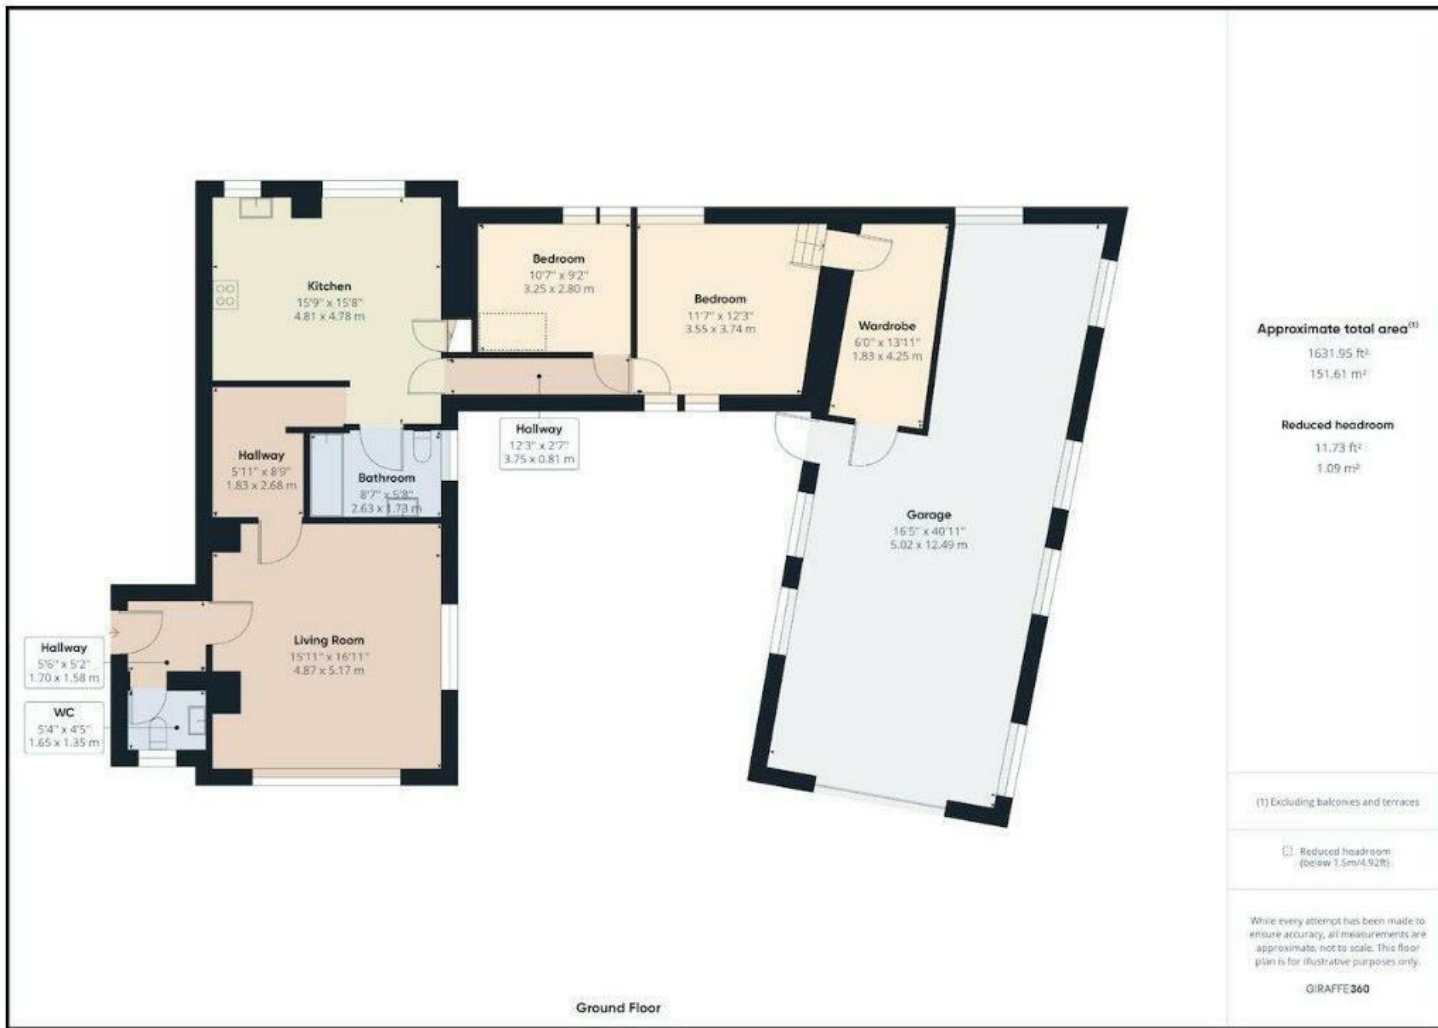 Kitchen
15'9" x 15'8"
4.81 x 4.78 m
Bedroom
10'7" x 9'2"
3.25 x 2.80 m
Bedroom
11'7" x 12'3"
3.55 x 3.74 m
Wardrobe
6'0" x 13'11"
1.83 x 4.25 m
Hallway
12'3" x 2'7"
3.75 x 0.81 m
Hallway
5'11" x 8'9"
1.83 x 2.68 m
Bathroom
8'7" x 5'8"
2.63 x 1.73 m
Garage
16'5" x 40'11"
5.02 x 12.49 m
Living Room
15'11" x 16'11"
4.87 x 5.17 m
Hallway
5'6" x 5'2"
1.70 x 1.58 m
WC
5'4" x 4'5"
1.65 x 1.35 m
Ground Floor
Approximate total area(1)
1631.95 ft²
151.61 m²
Reduced headroom
11.73 ft²
1.09 m²
(1) Excluding balconies and terraces
Reduced headroom
(below 1.5m/4.92ft)
While every attempt has been made to
ensure accuracy, all measurements are
approximate, not to scale. This floor
plan is for illustrative purposes only.
GIRAFFE360